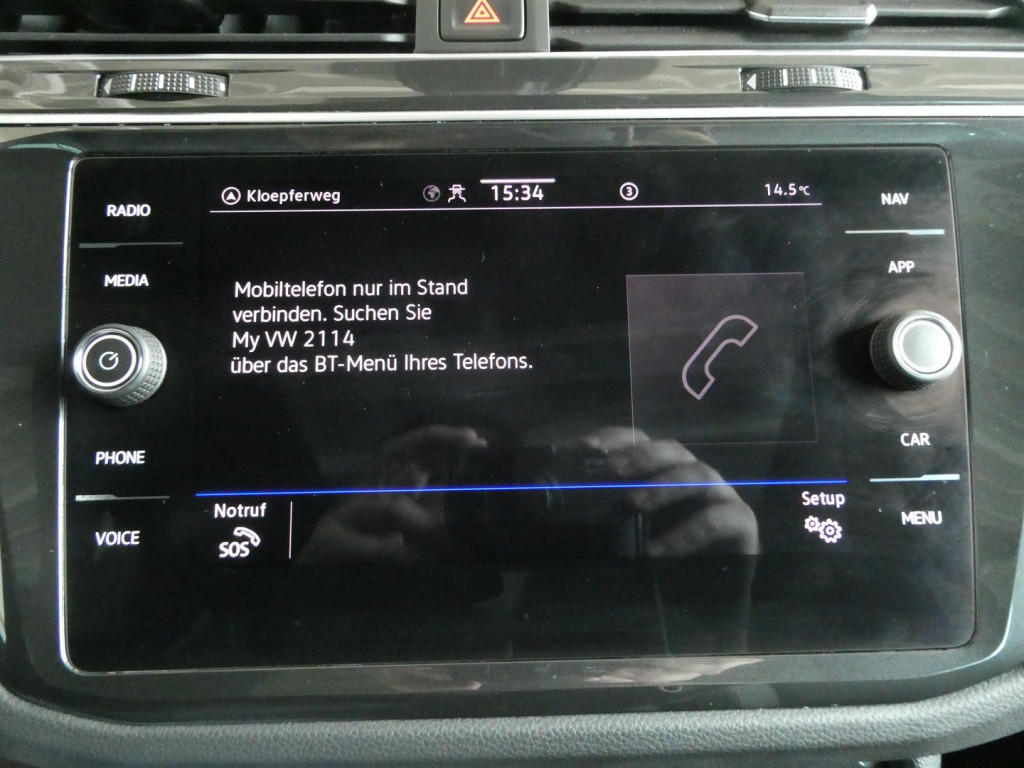 Kloepferweg 15:34 3 14.5°C
RADIO
MEDIA
PHONE
VOICE
Mobiltelefon nur im Stand
verbinden. Suchen Sie
My VW 2114
über das BT-Menü Ihres Telefons.
Notruf
SOS
Setup
NAV
APP
CAR
MENU